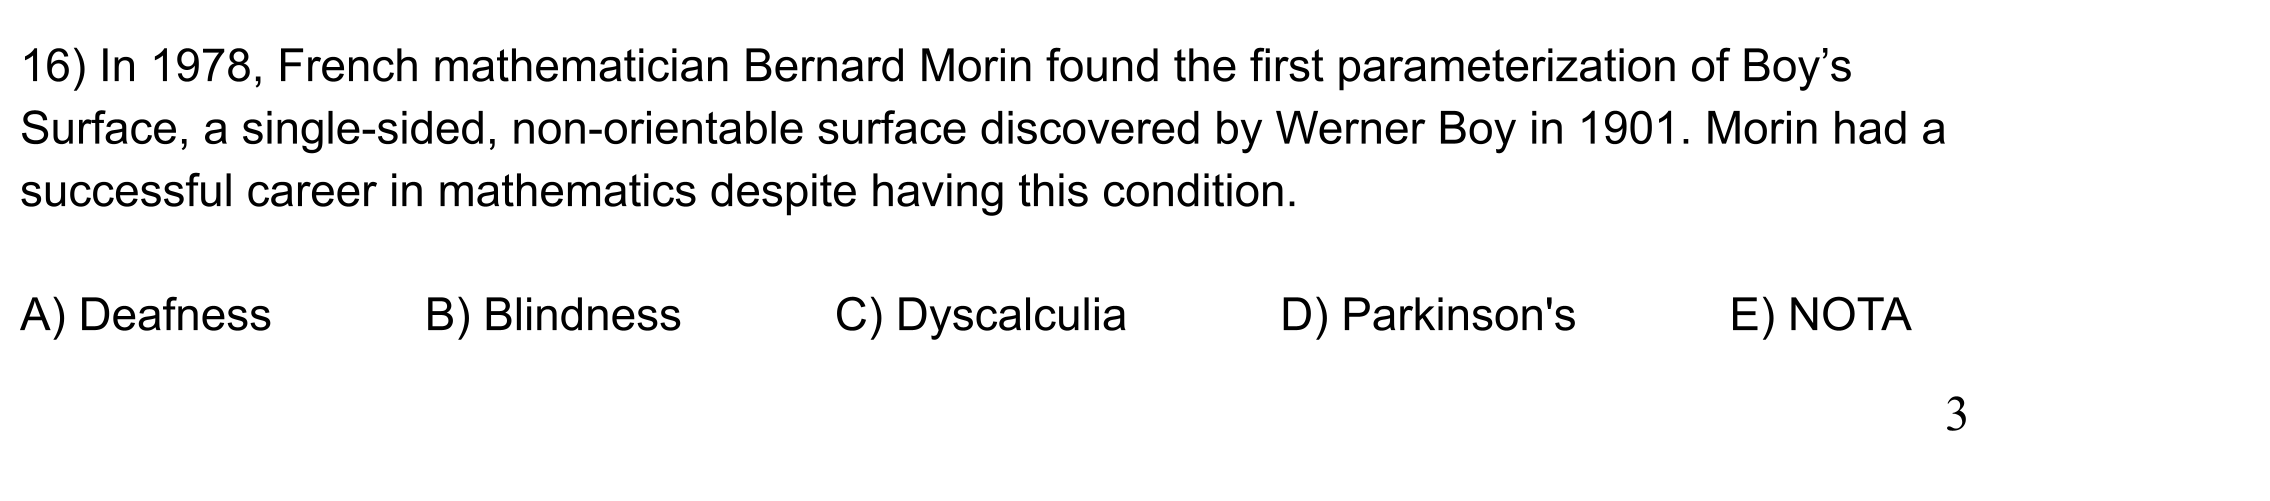 16) In 1978, French mathematician Bernard Morin found the first parameterization of Boy’s
Surface, a single-sided, non-orientable surface discovered by Werner Boy in 1901. Morin had a
successful career in mathematics despite having this condition.
A) Deafness B) Blindness C) Dyscalculia D) Parkinson's E) NOTA
3